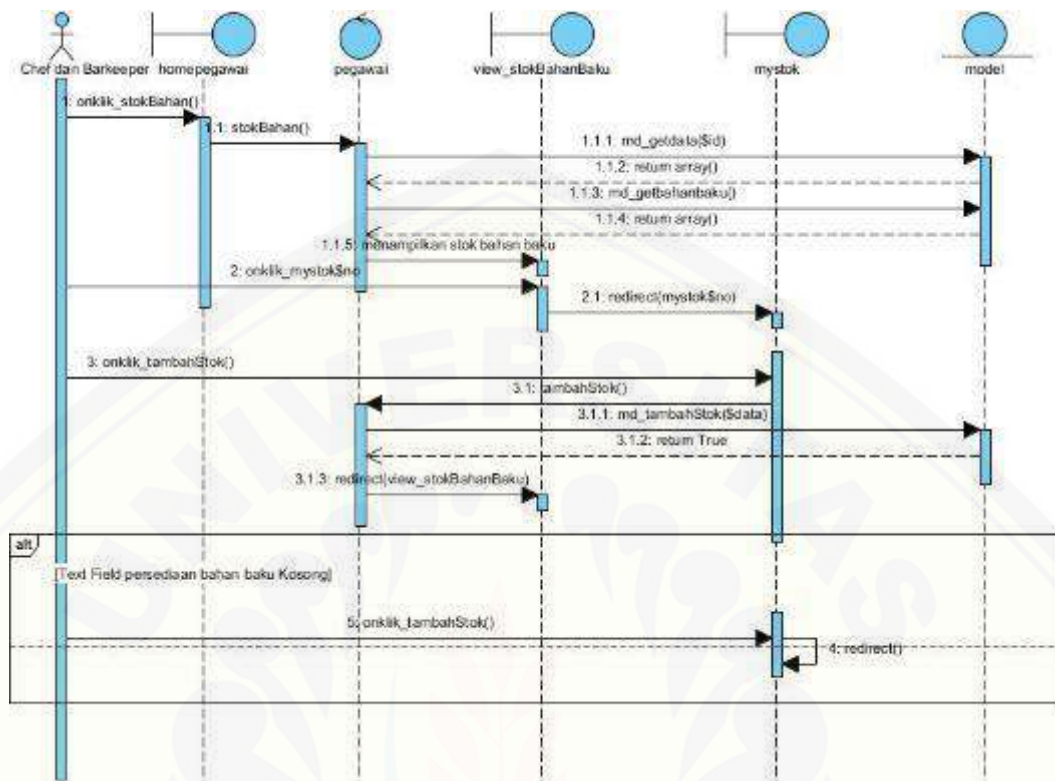 Chef dan Barkeeper
homepegawai
pegawai
view_stokBahanBaku
mystok
model
1: onklik_stokBahan()
1.1: stokBahan()
1.1.1: md_getdata($id)
1.1.2: return array()
1.1.3: md_getbahanbaku()
1.1.4: return array()
1.1.5: menampilkan stok bahan baku
2: onklik_mystok$no
2.1: redirect(mystok$no)
3: onklik_tambahStok()
3.1: tambahStok()
3.1.1: md_tambahStok($data)
3.1.2: return True
3.1.3: redirect(view_stokBahanBaku)
alt
[Text Field persediaan bahan baku Kosong]
5: onklik_tambahStok()
4: redirect()
UNIVERSITAS